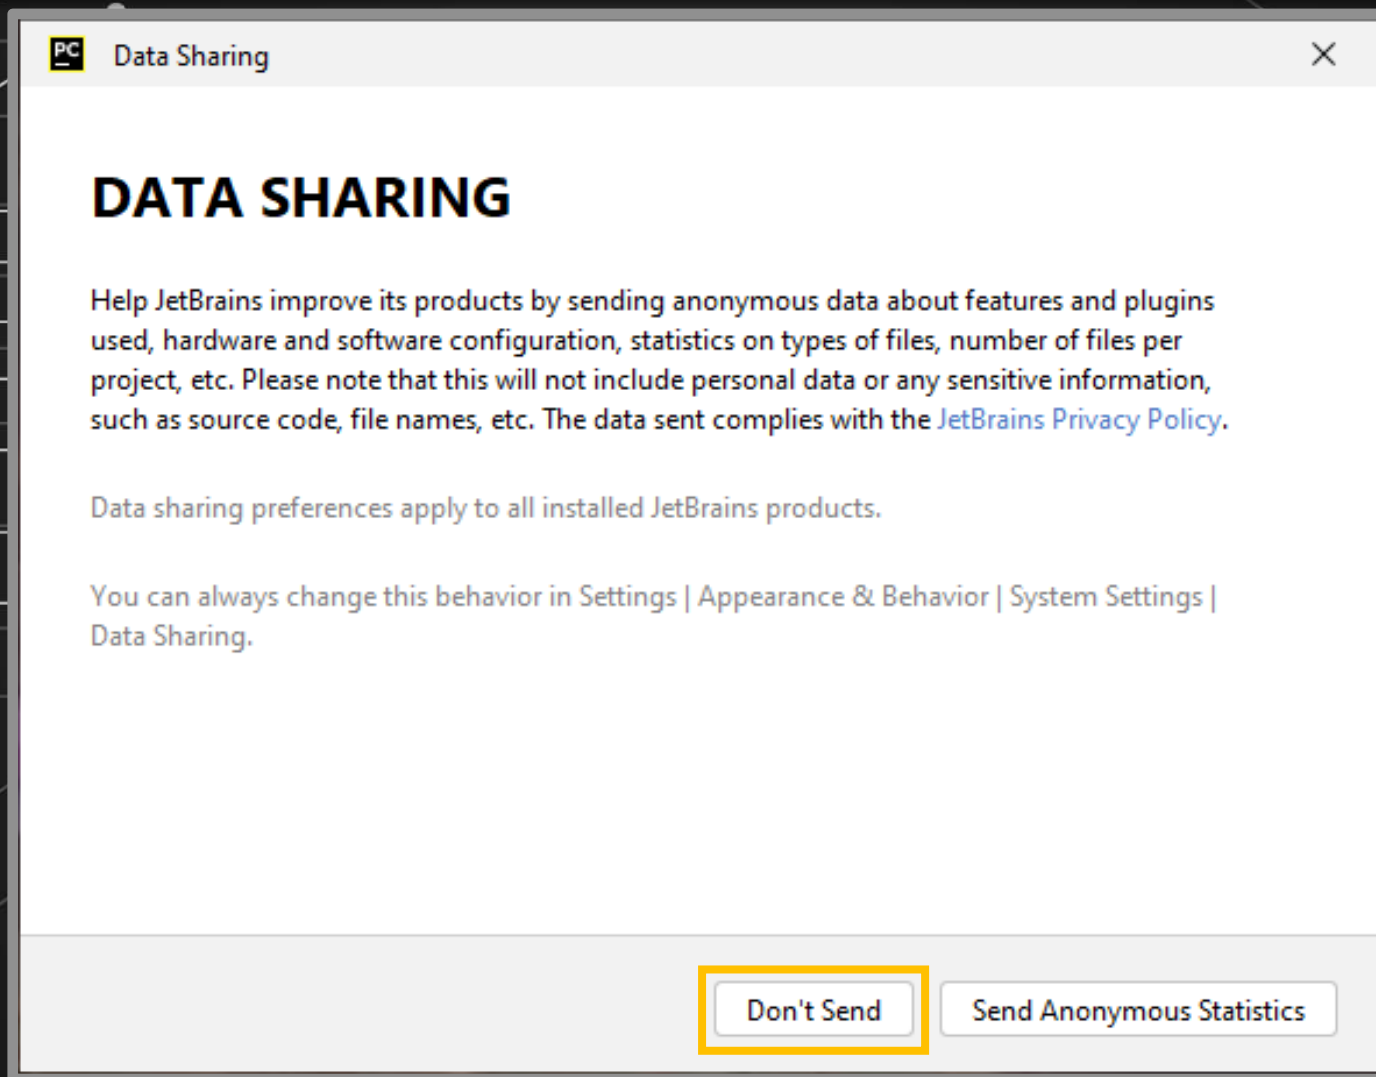 PC Data Sharing
DATA SHARING
Help JetBrains improve its products by sending anonymous data about features and plugins
used, hardware and software configuration, statistics on types of files, number of files per
project, etc. Please note that this will not include personal data or any sensitive information,
such as source code, file names, etc. The data sent complies with the JetBrains Privacy Policy.
Data sharing preferences apply to all installed JetBrains products.
You can always change this behavior in Settings | Appearance & Behavior | System Settings |
Data Sharing.
Don't Send Send Anonymous Statistics